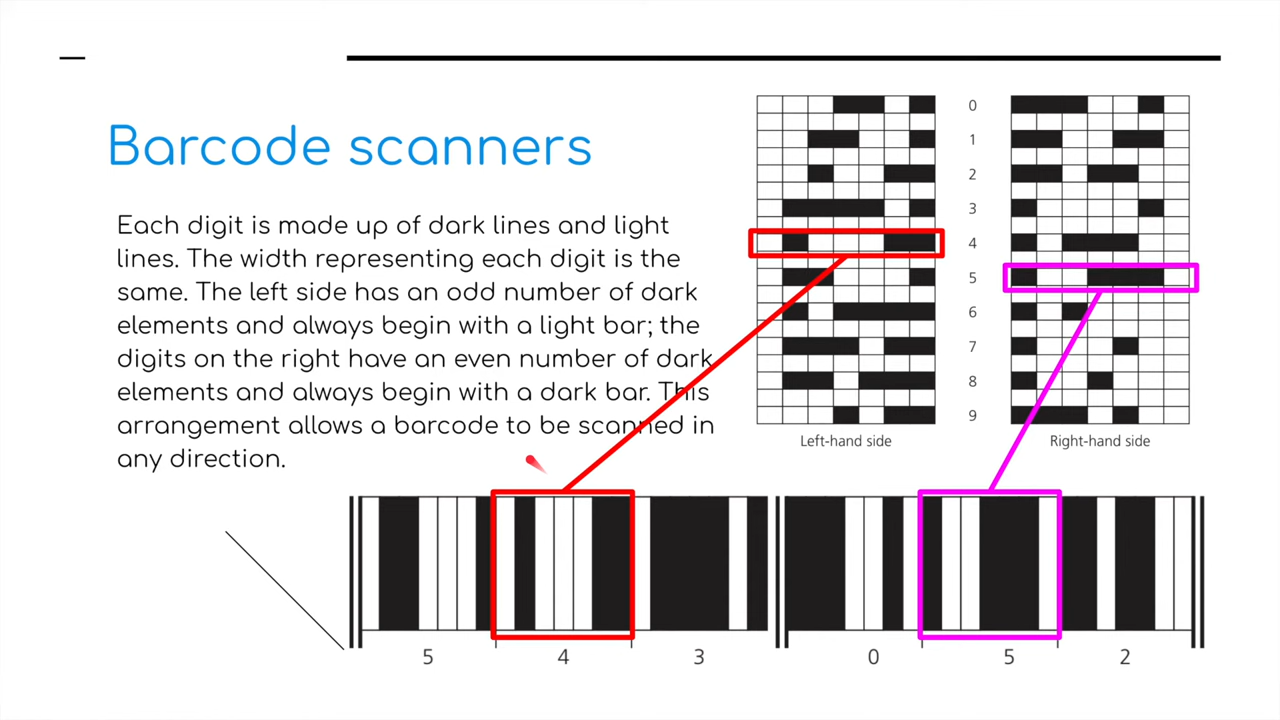 Barcode scanners
Each digit is made up of dark lines and light
lines. The width representing each digit is the
same. The left side has an odd number of dark
elements and always begin with a light bar; the
digits on the right have an even number of dark
elements and always begin with a dark bar. This
arrangement allows a barcode to be scanned in
any direction.
0
1
2
3
4
5
6
7
8
9
Left-hand side
Right-hand side
5 4 3 0 5 2